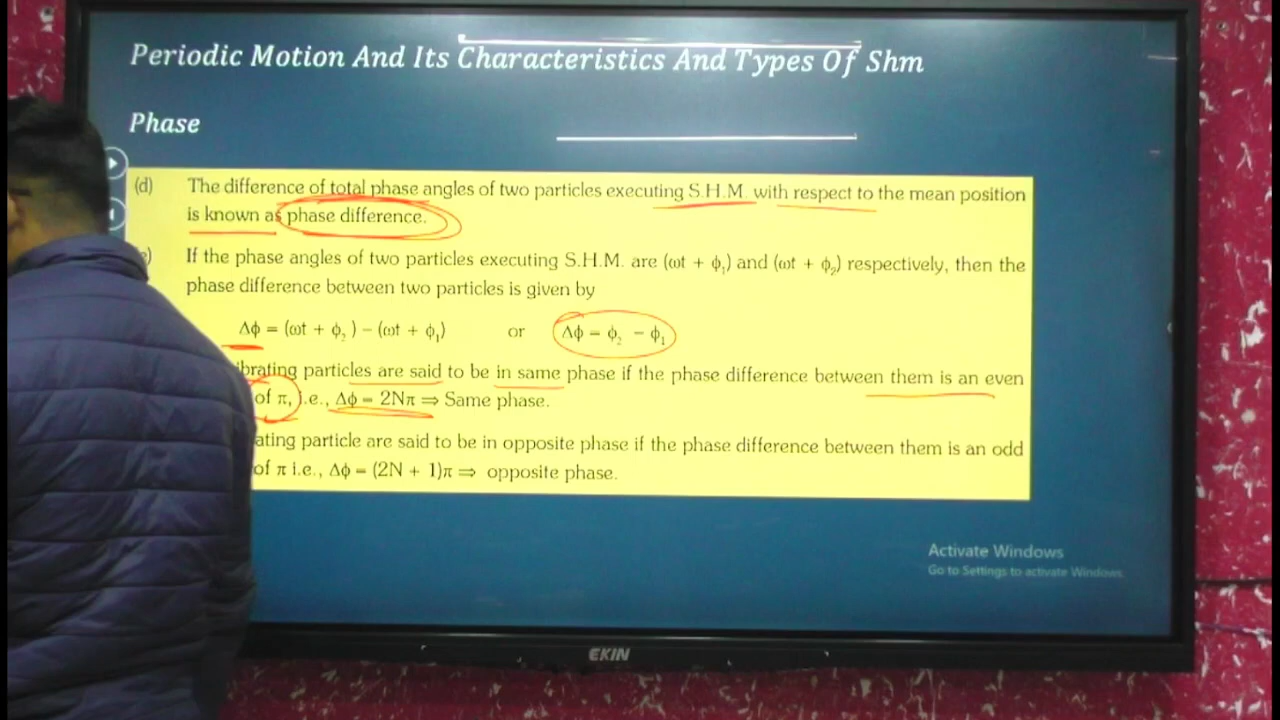 Periodic Motion And Its Characteristics And Types Of Shm
Phase
(d) The difference of total phase angles of two particles executing S.H.M. with respect to the mean position
is known as phase difference.
) If the phase angles of two particles executing S.H.M. are (ωt + ϕ₁) and (ωt + ϕ₂) respectively, then the
phase difference between two particles is given by
Δϕ = (ωt + ϕ₂ ) – (ωt + ϕ₁) or Δϕ = ϕ₂ – ϕ₁
brating particles are said to be in same phase if the phase difference between them is an even
of π, i.e., Δϕ = 2Nπ ⇒ Same phase.
ating particle are said to be in opposite phase if the phase difference between them is an odd
of π i.e., Δϕ = (2N + 1)π ⇒ opposite phase.
Activate Windows
Go to Settings to activate Windows.
EKIN